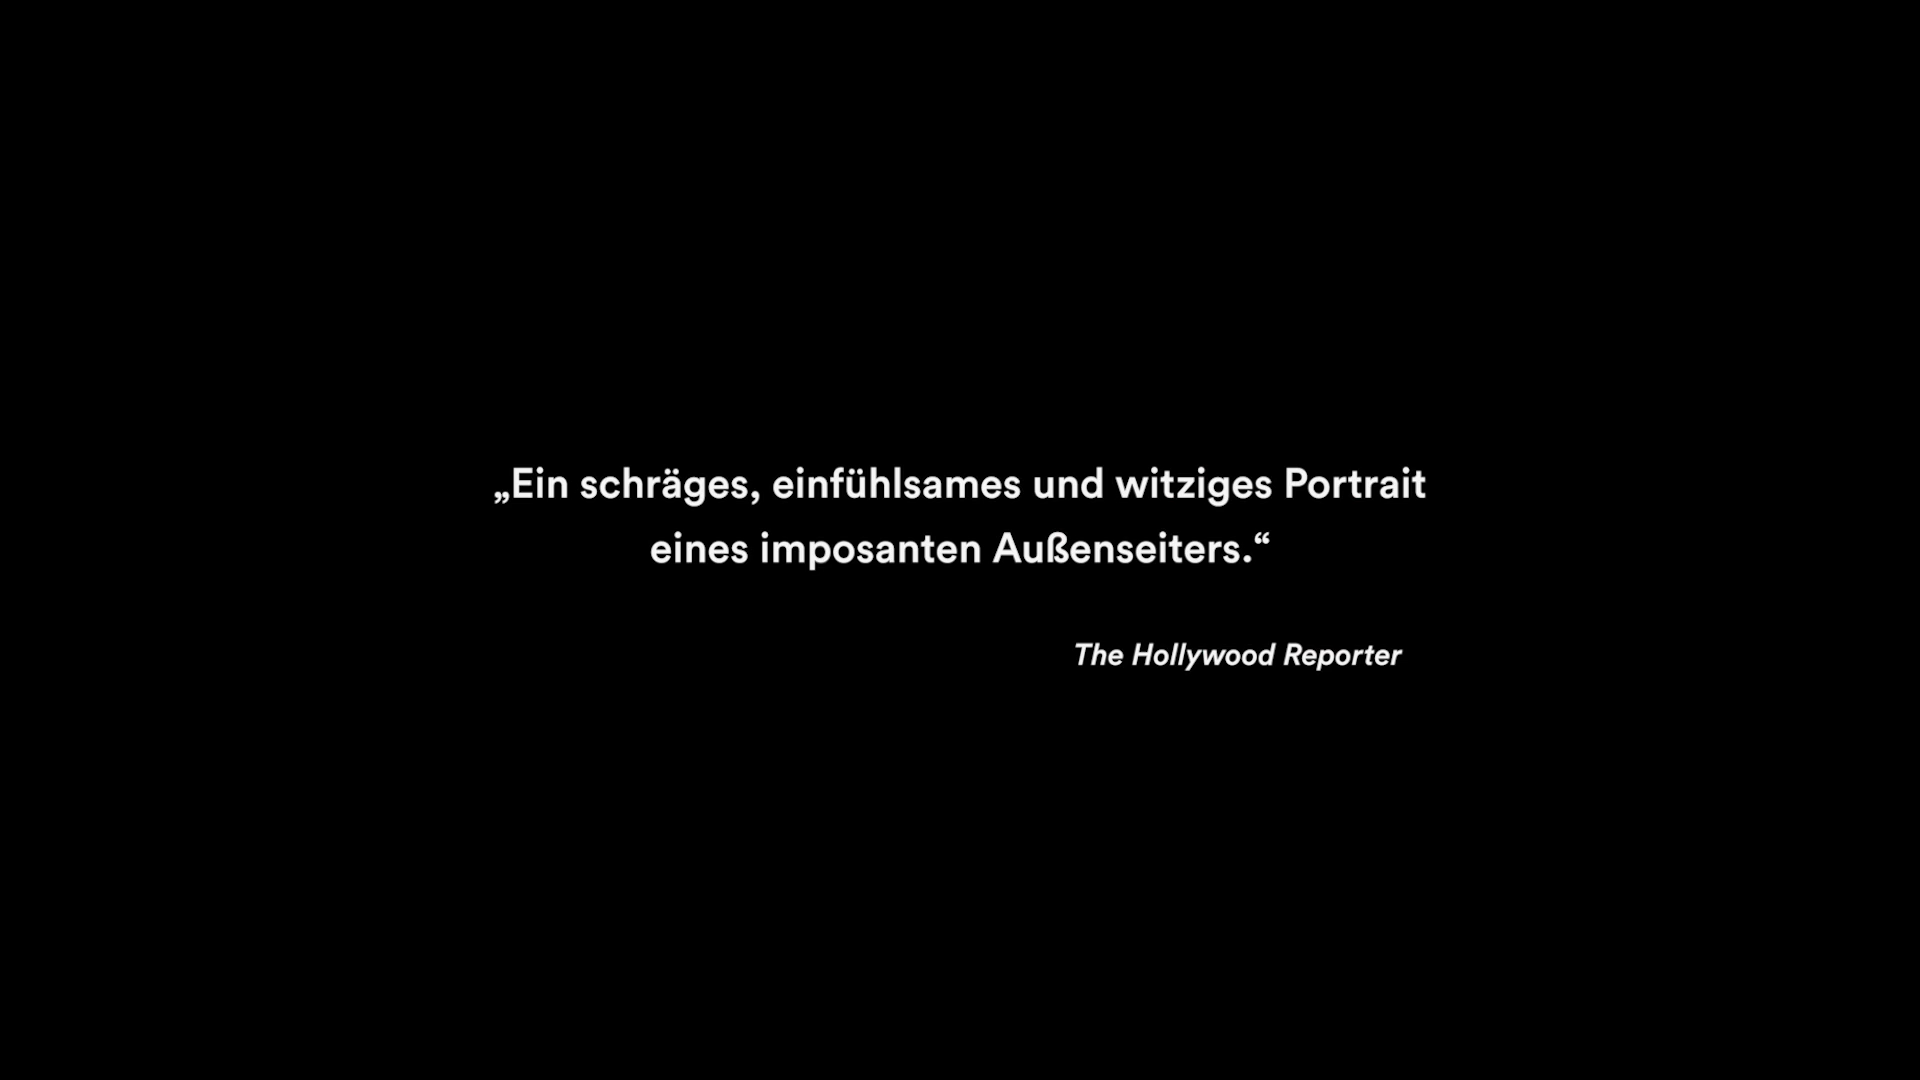 „Ein schräges, einfühlsames und witziges Portrait
eines imposanten Außenseiters.“
The Hollywood Reporter